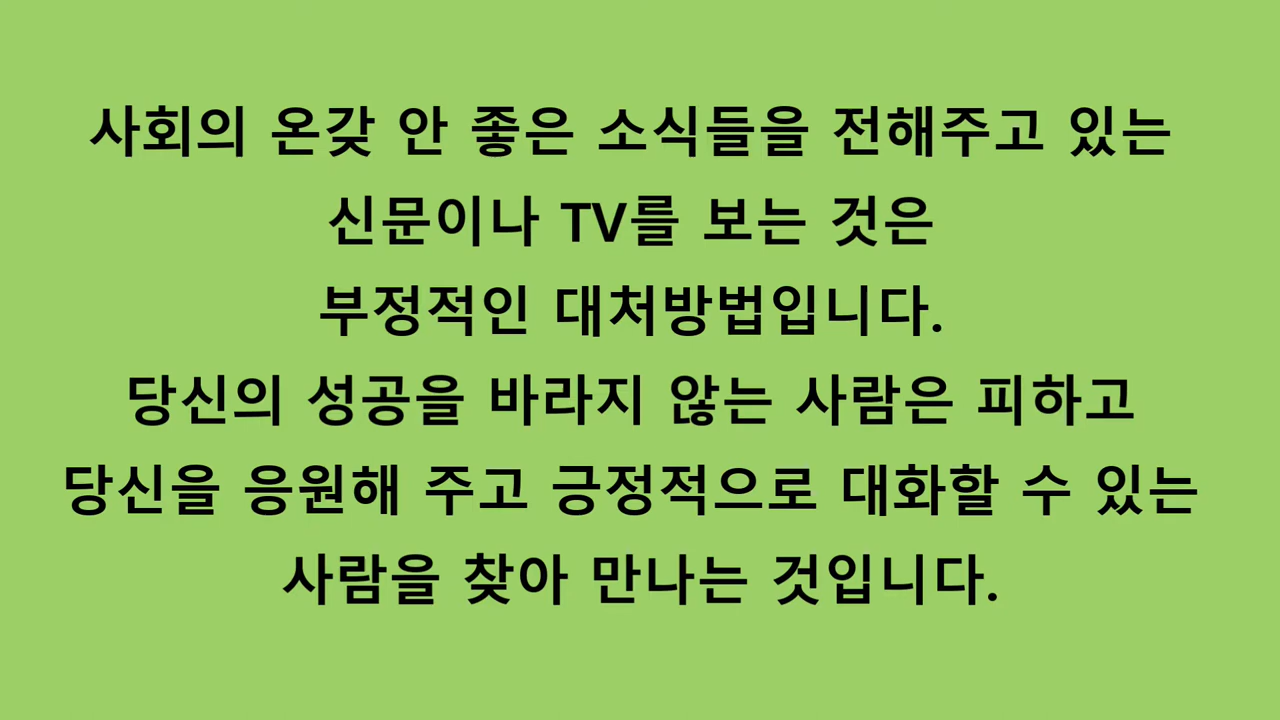 사회의 온갖 안 좋은 소식들을 전해주고 있는
신문이나 TV를 보는 것은
부정적인 대처방법입니다.
당신의 성공을 바라지 않는 사람은 피하고
당신을 응원해 주고 긍정적으로 대화할 수 있는
사람을 찾아 만나는 것입니다.